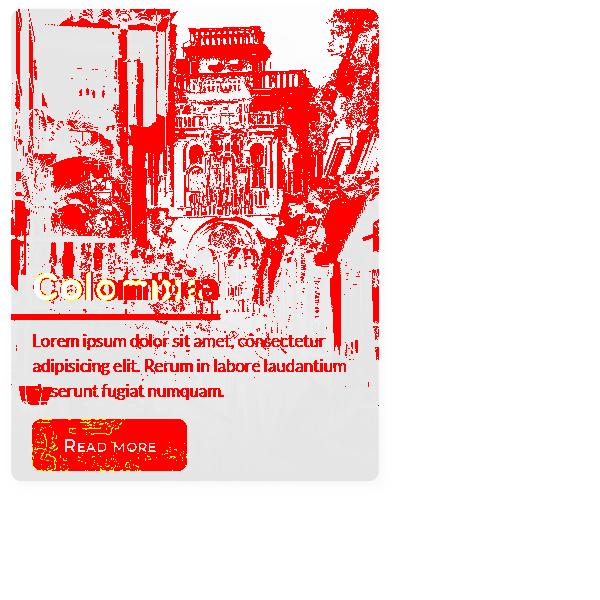 Colombia
Lorem ipsum dolor sit amet, consectetur
adipisicing elit. Rerum in labore laudantium
deserunt fugiat numquam.
Read more